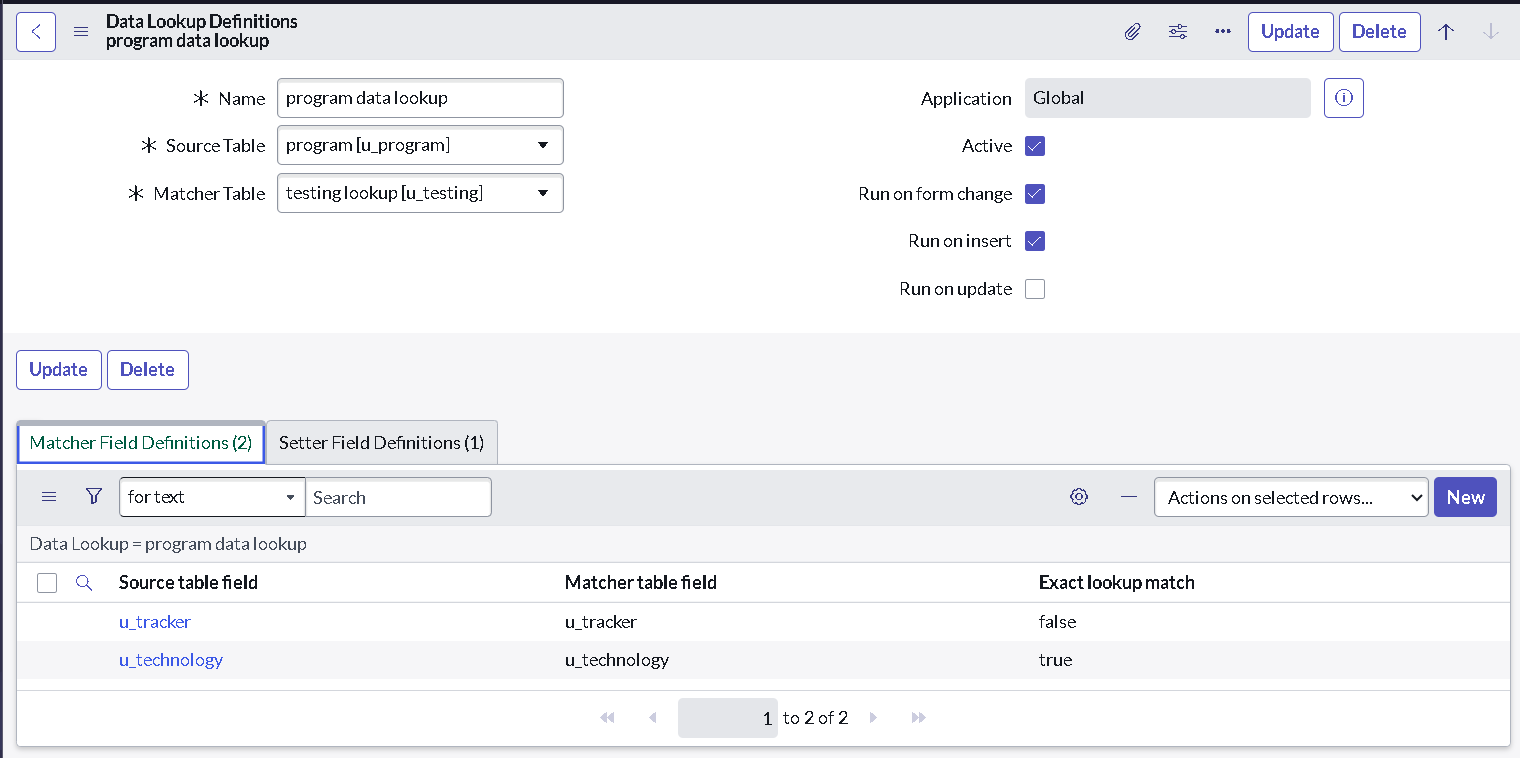 Data Lookup Definitions
program data lookup
Update
Delete
Name
program data lookup
Application
Global
Source Table
program [u_program]
Active
Matcher Table
testing lookup [u_testing]
Run on form change
Run on insert
Run on update
Update
Delete
Matcher Field Definitions (2)
Setter Field Definitions (1)
for text
Search
Actions on selected rows...
New
Data Lookup = program data lookup
Source table field Matcher table field Exact lookup match
u_tracker u_tracker false
u_technology u_technology true
1 to 2 of 2